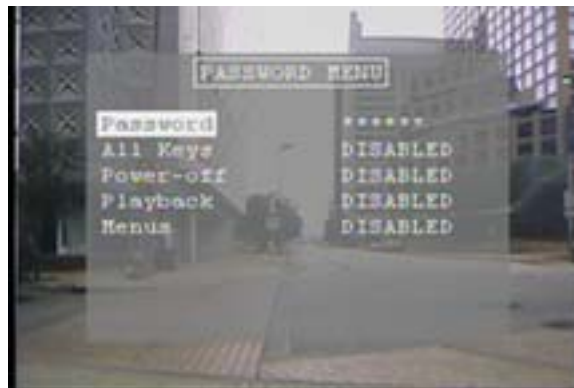 PASSWORD MENU
Password ******
All Keys DISABLED
Power-off DISABLED
Playback DISABLED
Menus DISABLED